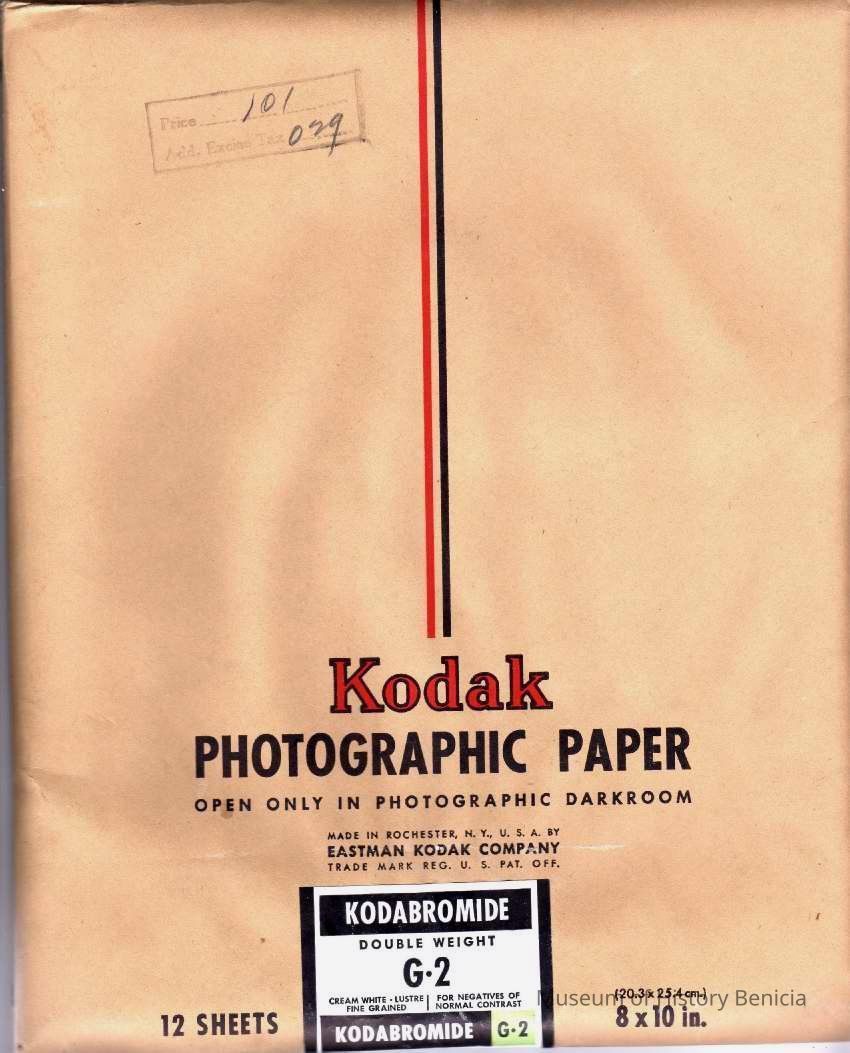 Price 101
Add. Excise Tax 029
Kodak
PHOTOGRAPHIC PAPER
OPEN ONLY IN PHOTOGRAPHIC DARKROOM
MADE IN ROCHESTER, N. Y., U. S. A. BY
EASTMAN KODAK COMPANY
TRADE MARK REG. U. S. PAT. OFF.
KODABROMIDE
DOUBLE WEIGHT
G·2
CREAM WHITE · LUSTRE
FINE GRAINED
FOR NEGATIVES OF
NORMAL CONTRAST
KODABROMIDE G·2
12 SHEETS
(20.3 x 25.4 cm.)
8 x 10 in.
Museum For History Benicia